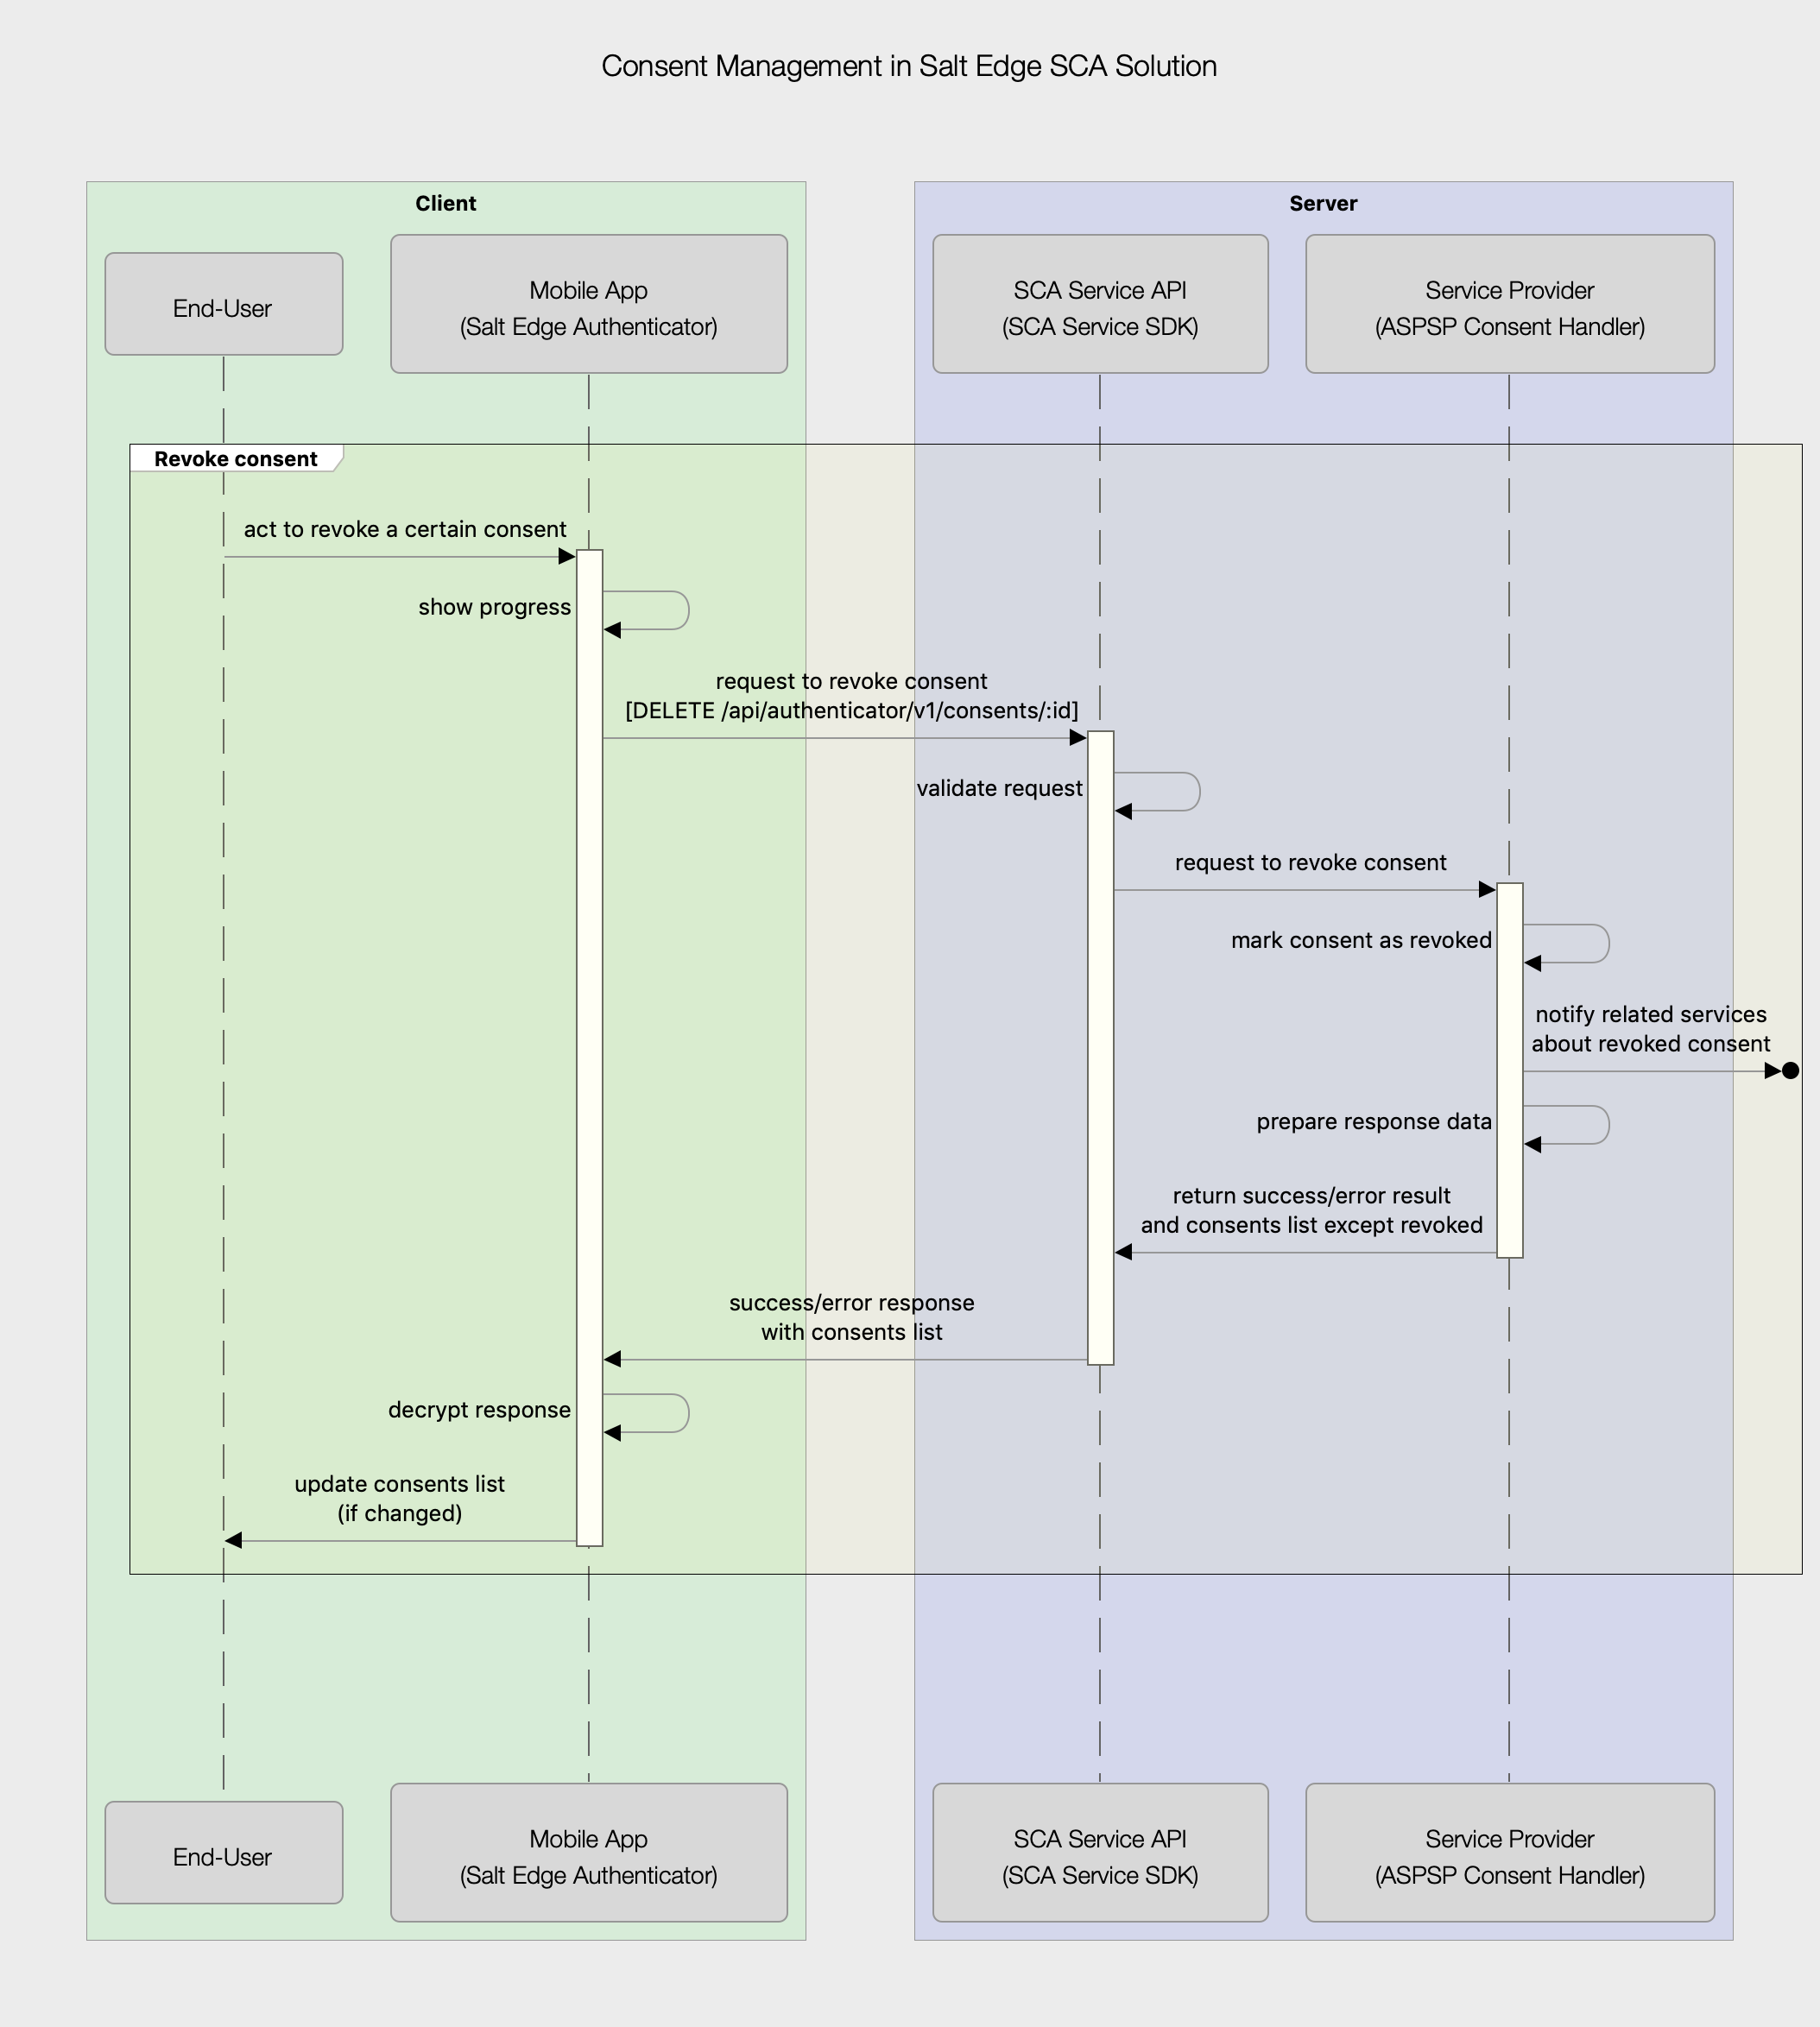 Consent Management in Salt Edge SCA Solution
Client
Server
End-User
Mobile App
(Salt Edge Authenticator)
SCA Service API
(SCA Service SDK)
Service Provider
(ASPSP Consent Handler)
Revoke consent
act to revoke a certain consent
show progress
request to revoke consent
[DELETE /api/authenticator/v1/consents/:id]
validate request
request to revoke consent
mark consent as revoked
notify related services
about revoked consent
prepare response data
return success/error result
and consents list except revoked
success/error response
with consents list
decrypt response
update consents list
(if changed)
End-User
Mobile App
(Salt Edge Authenticator)
SCA Service API
(SCA Service SDK)
Service Provider
(ASPSP Consent Handler)